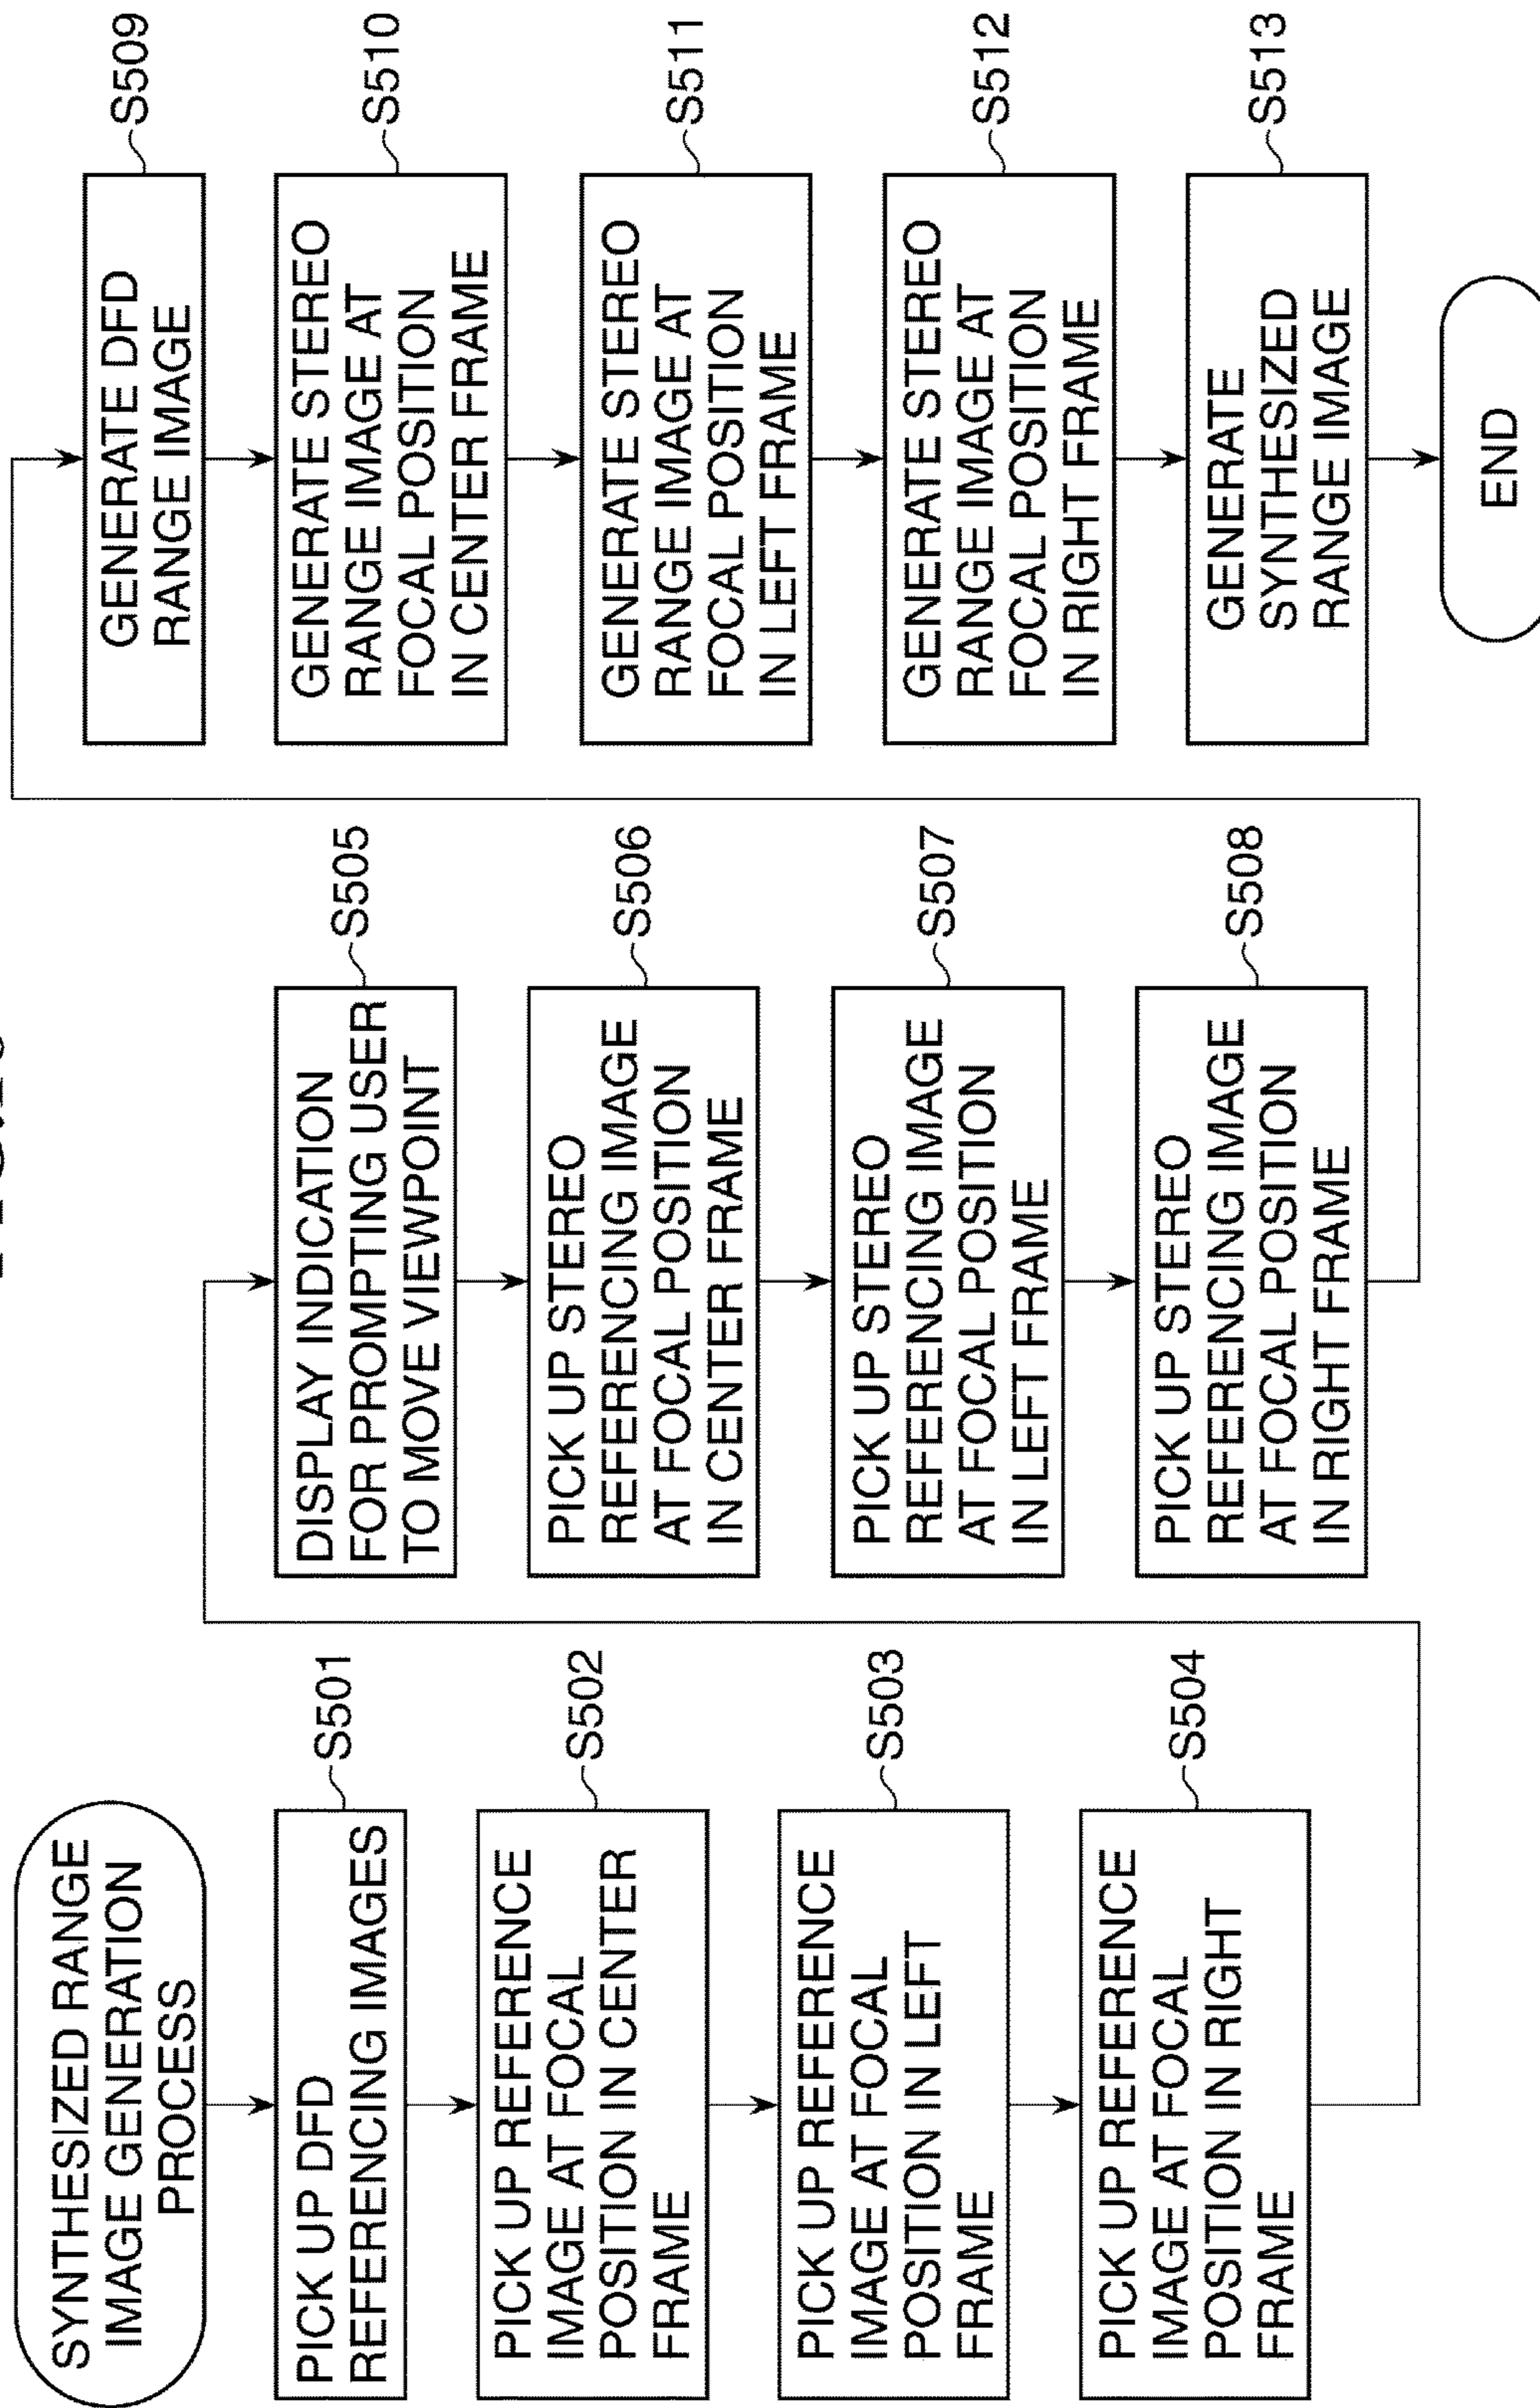 SYNTHESIZED RANGE
IMAGE GENERATION
PROCESS
PICK UP DFD
REFERENCING IMAGES
S501
PICK UP REFERENCE
IMAGE AT FOCAL
POSITION IN CENTER
FRAME
S502
PICK UP REFERENCE
IMAGE AT FOCAL
POSITION IN LEFT
FRAME
S503
PICK UP REFERENCE
IMAGE AT FOCAL
POSITION IN RIGHT
FRAME
S504
DISPLAY INDICATION
FOR PROMPTING USER
TO MOVE VIEWPOINT
S505
PICK UP STEREO
REFERENCING IMAGE
AT FOCAL POSITION
IN CENTER FRAME
S506
PICK UP STEREO
REFERENCING IMAGE
AT FOCAL POSITION
IN LEFT FRAME
S507
PICK UP STEREO
REFERENCING IMAGE
AT FOCAL POSITION
IN RIGHT FRAME
S508
GENERATE DFD
RANGE IMAGE
S509
GENERATE STEREO
RANGE IMAGE AT
FOCAL POSITION
IN CENTER FRAME
S510
GENERATE STEREO
RANGE IMAGE AT
FOCAL POSITION
IN LEFT FRAME
S511
GENERATE STEREO
RANGE IMAGE AT
FOCAL POSITION
IN RIGHT FRAME
S512
GENERATE
SYNTHESIZED
RANGE IMAGE
S513
END